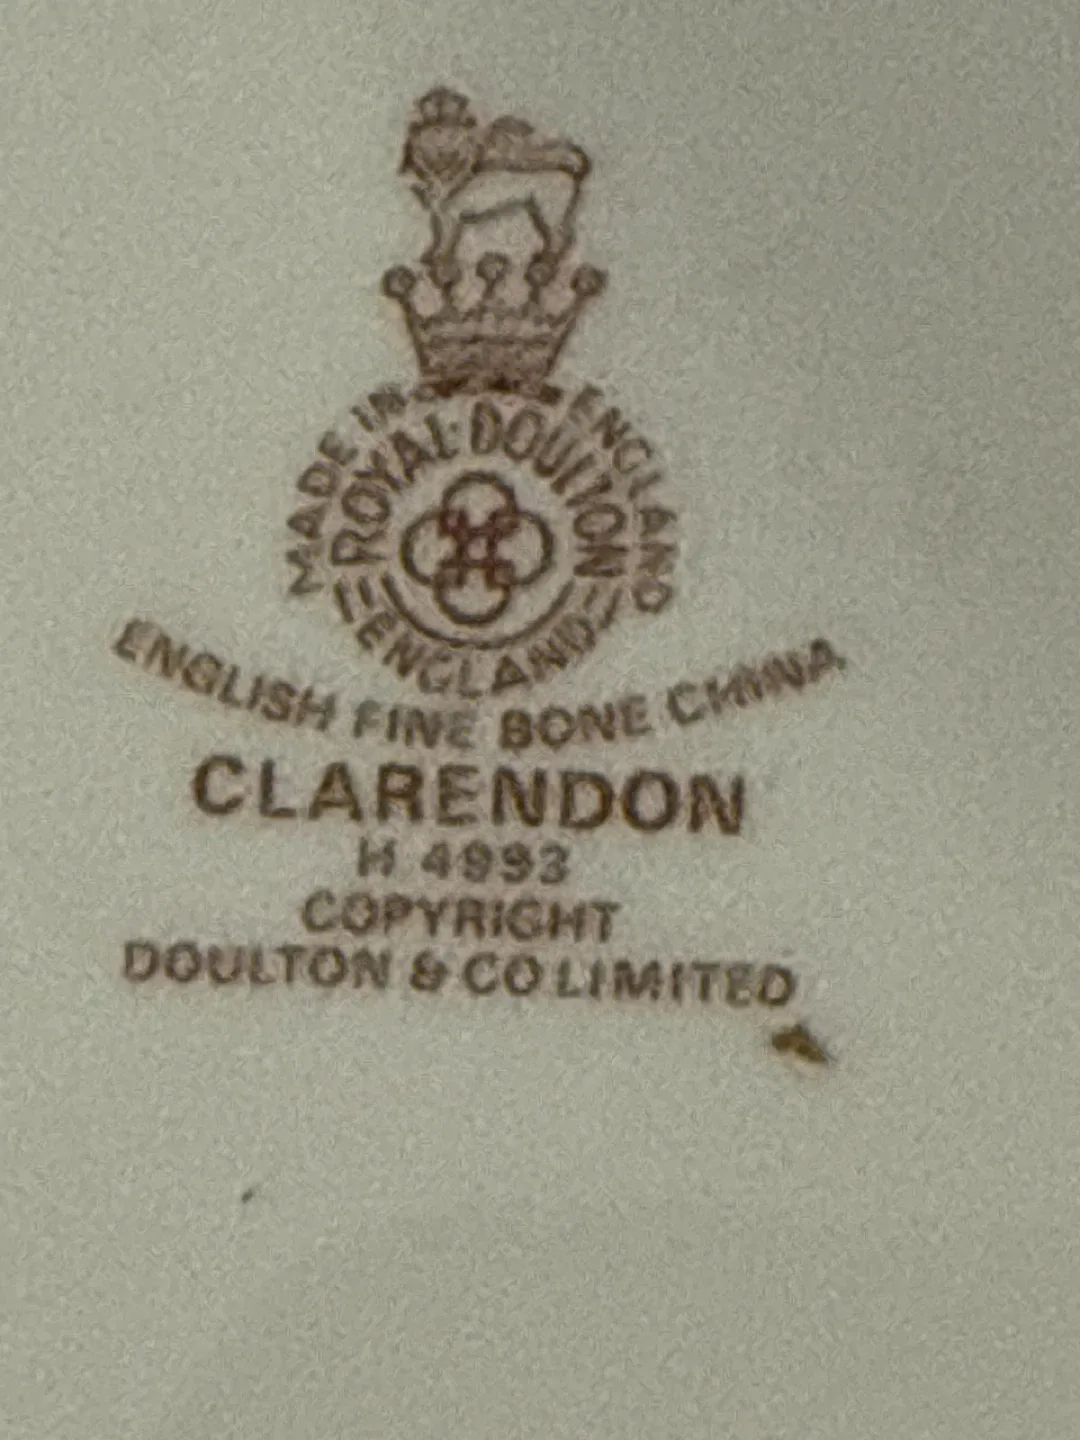 MADE IN ENGLAND
ROYAL·DOULTON
ENGLAND
ENGLISH FINE BONE CHINA
CLARENDON
H 4993
COPYRIGHT
DOULTON & CO LIMITED